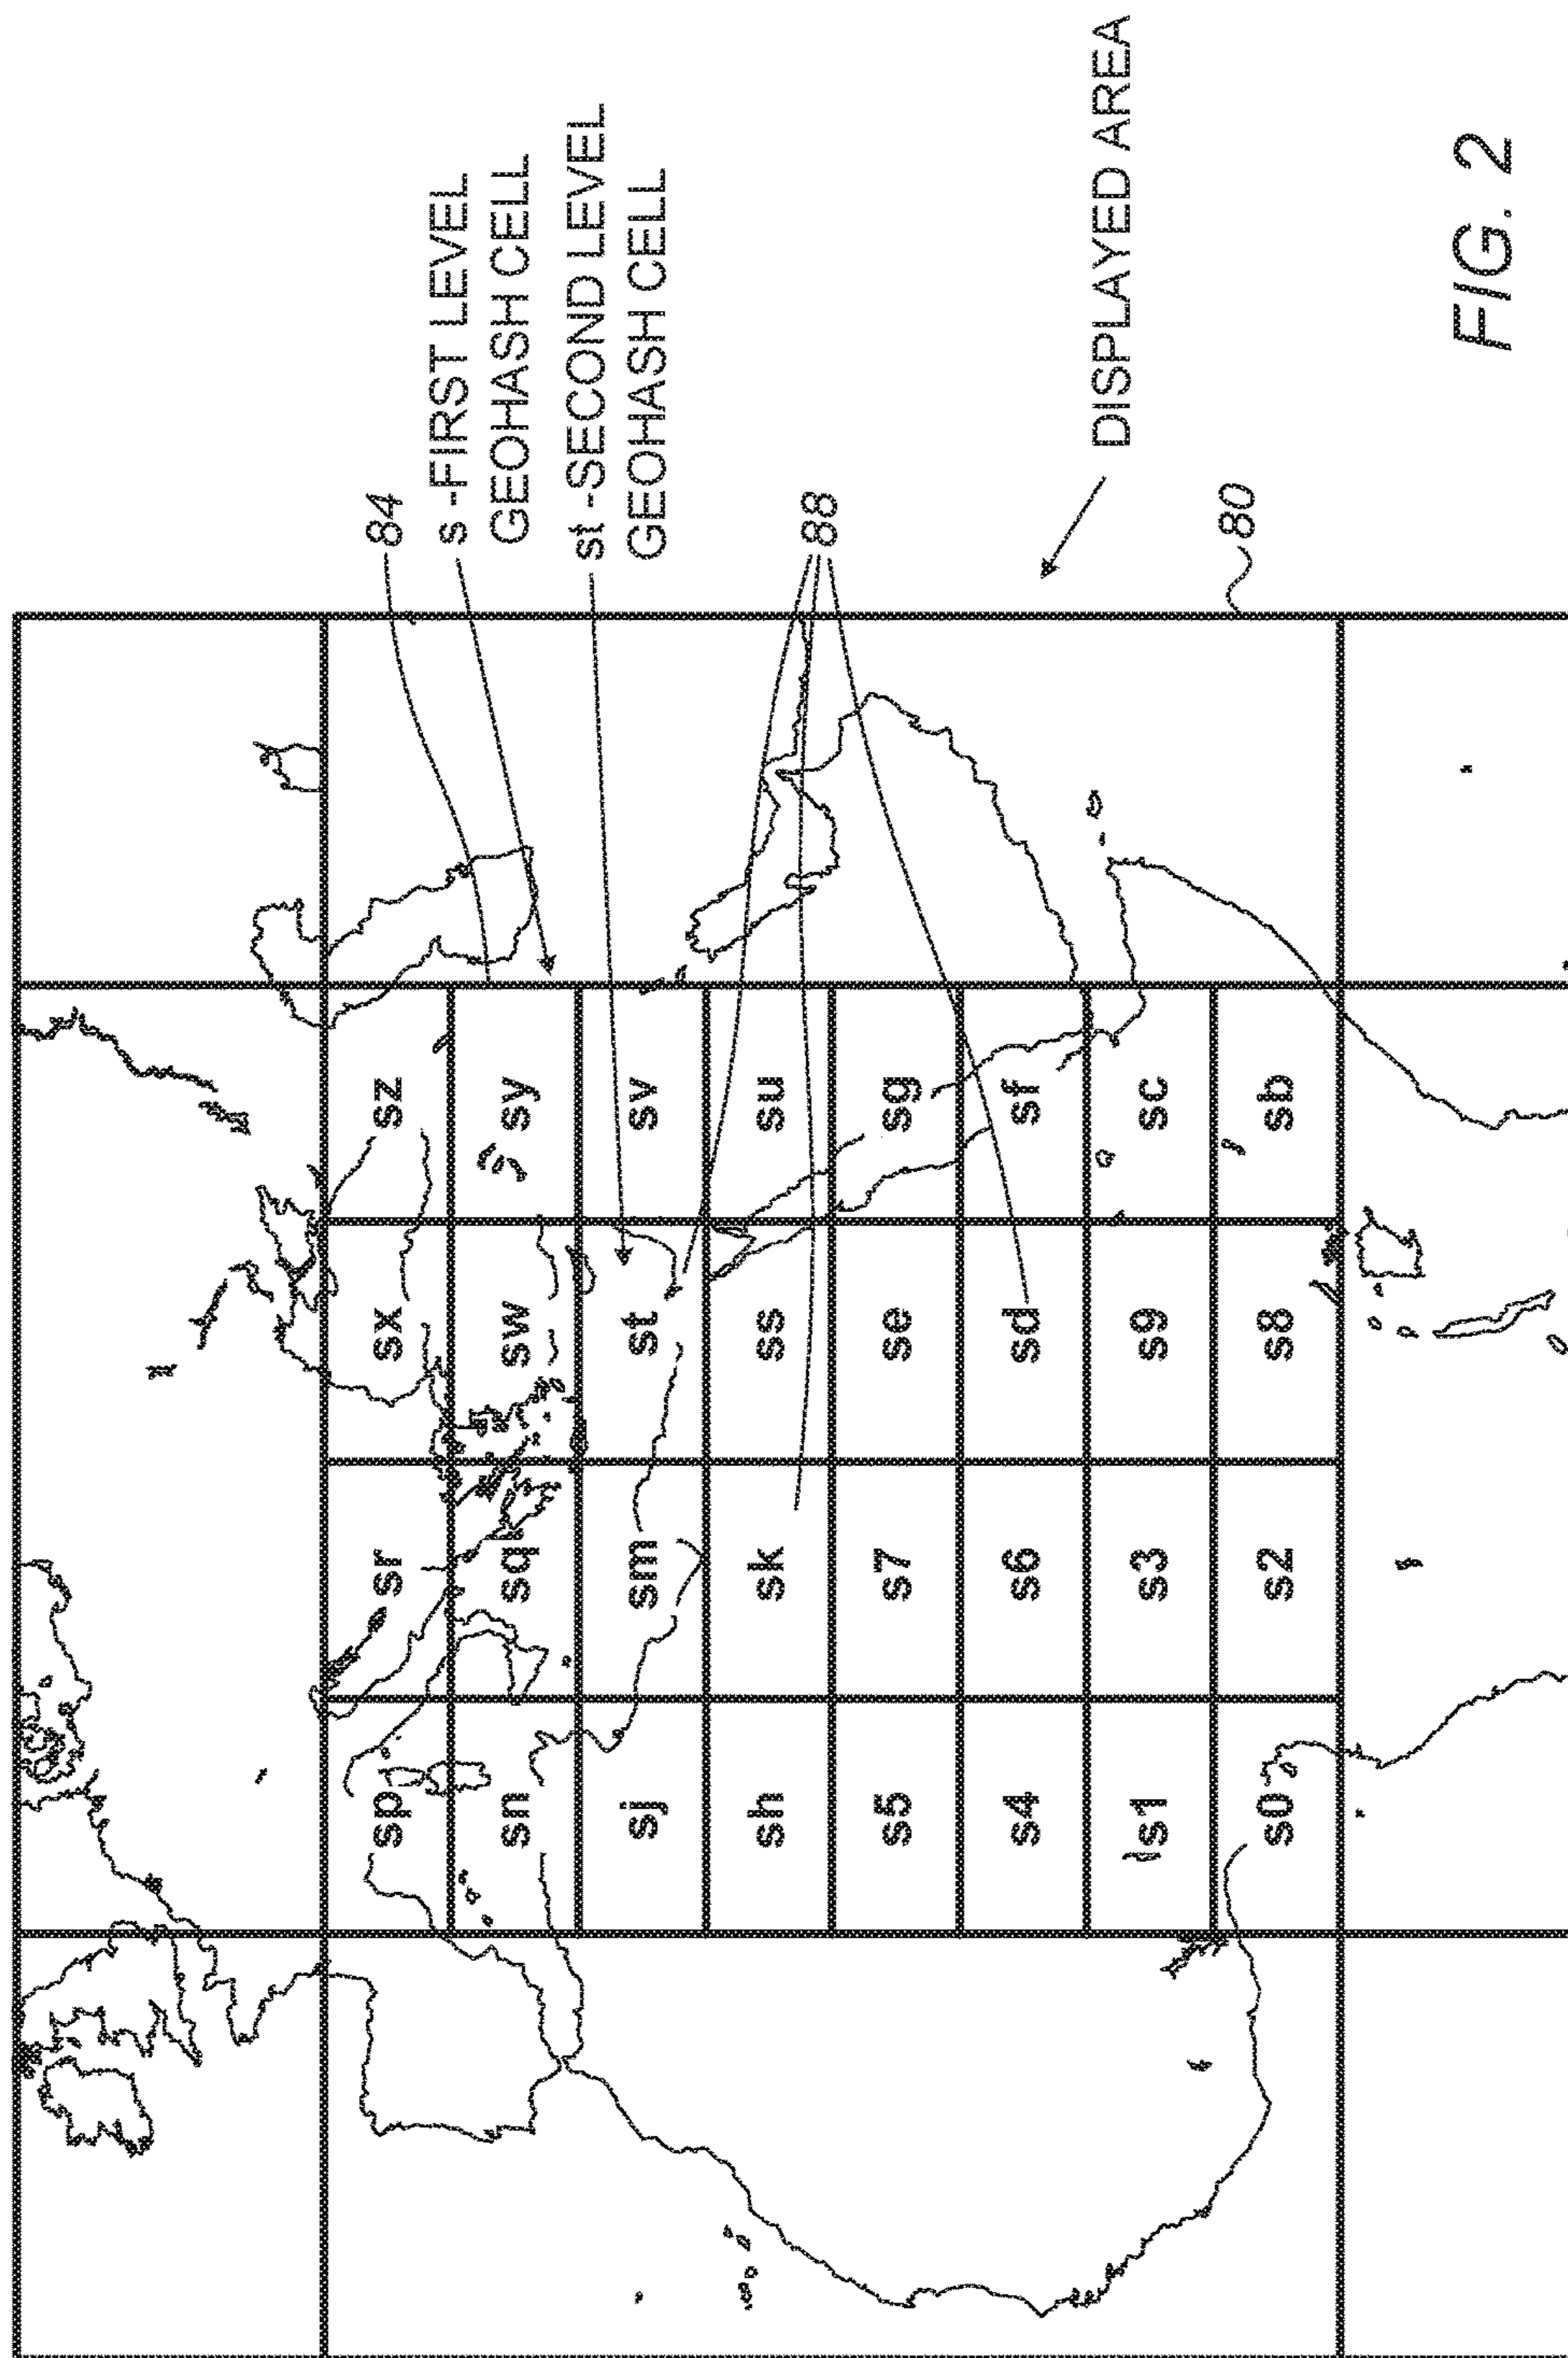 sp sr sx sz
84
s -FIRST LEVEL
GEOHASH CELL
sn sq sw sy
st -SECOND LEVEL
GEOHASH CELL
sj sm st sv
sh sk ss su
88
s5 s7 se sg
s4 s6 sd sf
DISPLAYED AREA
s1 s3 s9 sc
80
s0 s2 s8 sb
FIG. 2